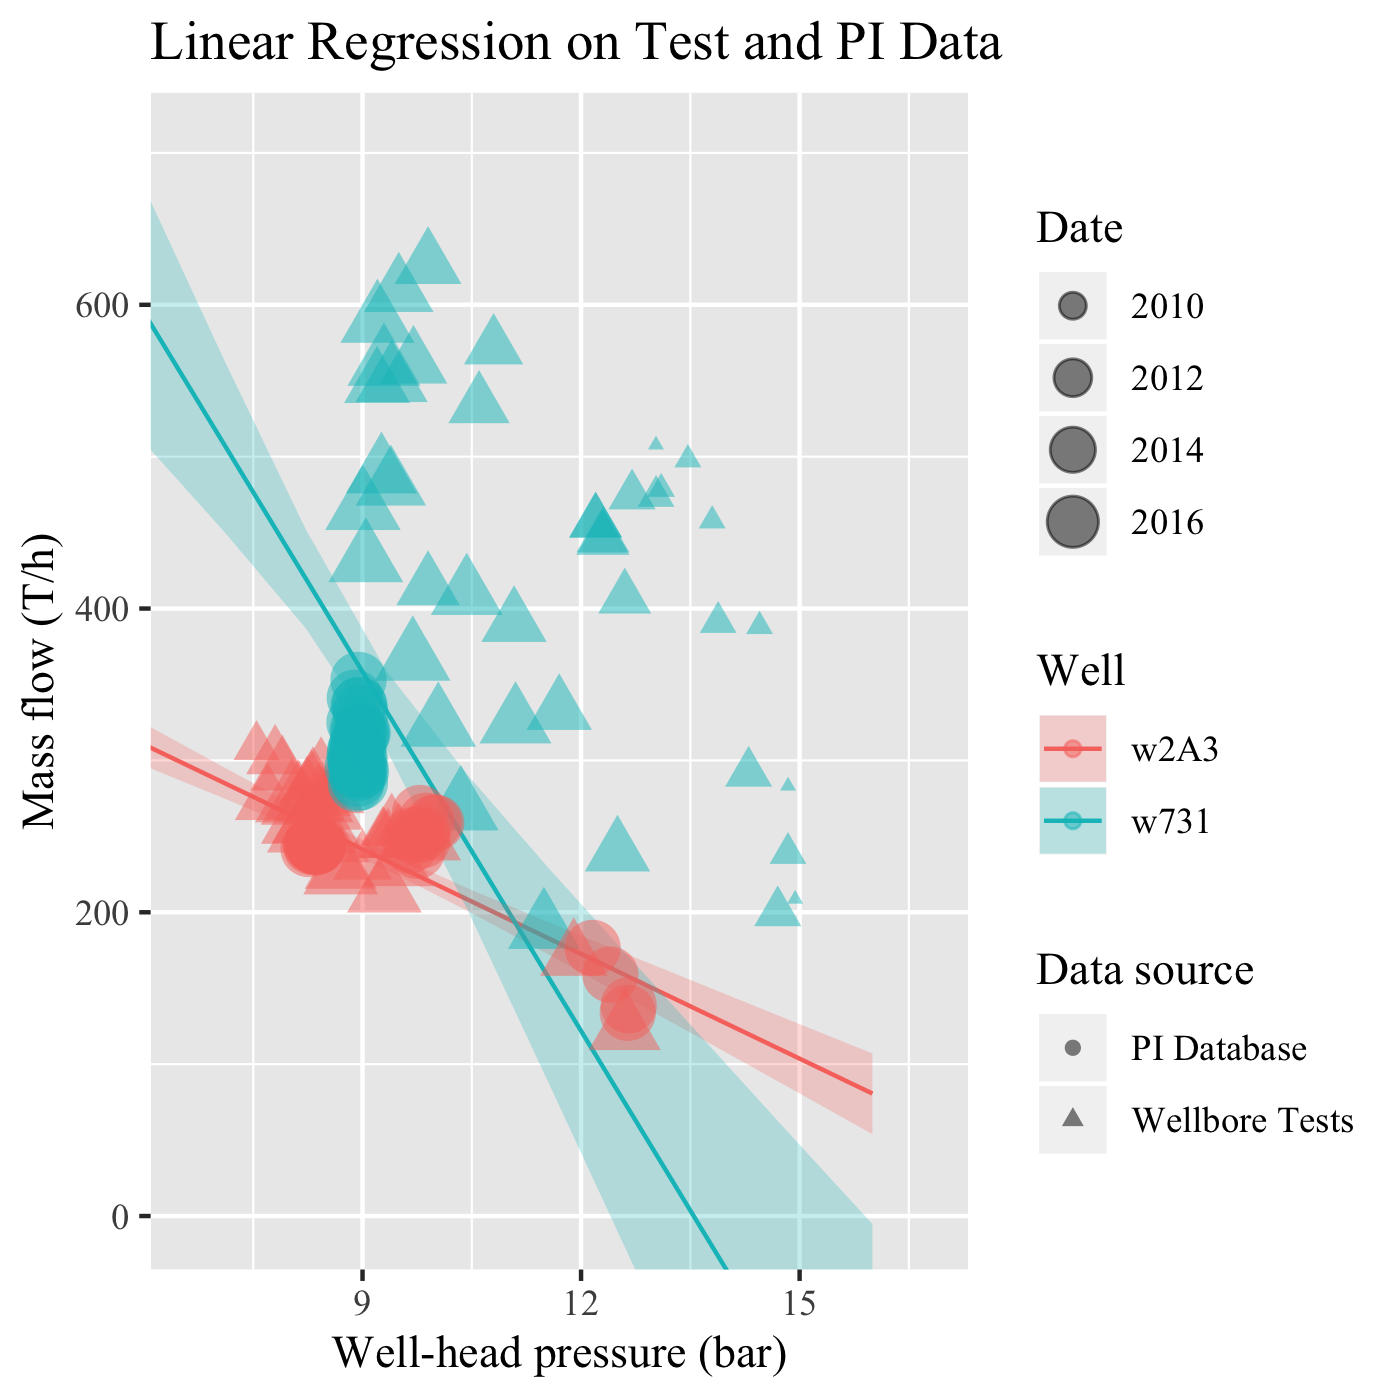 Linear Regression on Test and PI Data
Mass flow (T/h)
600
400
200
0
9
12
15
Well-head pressure (bar)
Date
2010
2012
2014
2016
Well
w2A3
w731
Data source
PI Database
Wellbore Tests